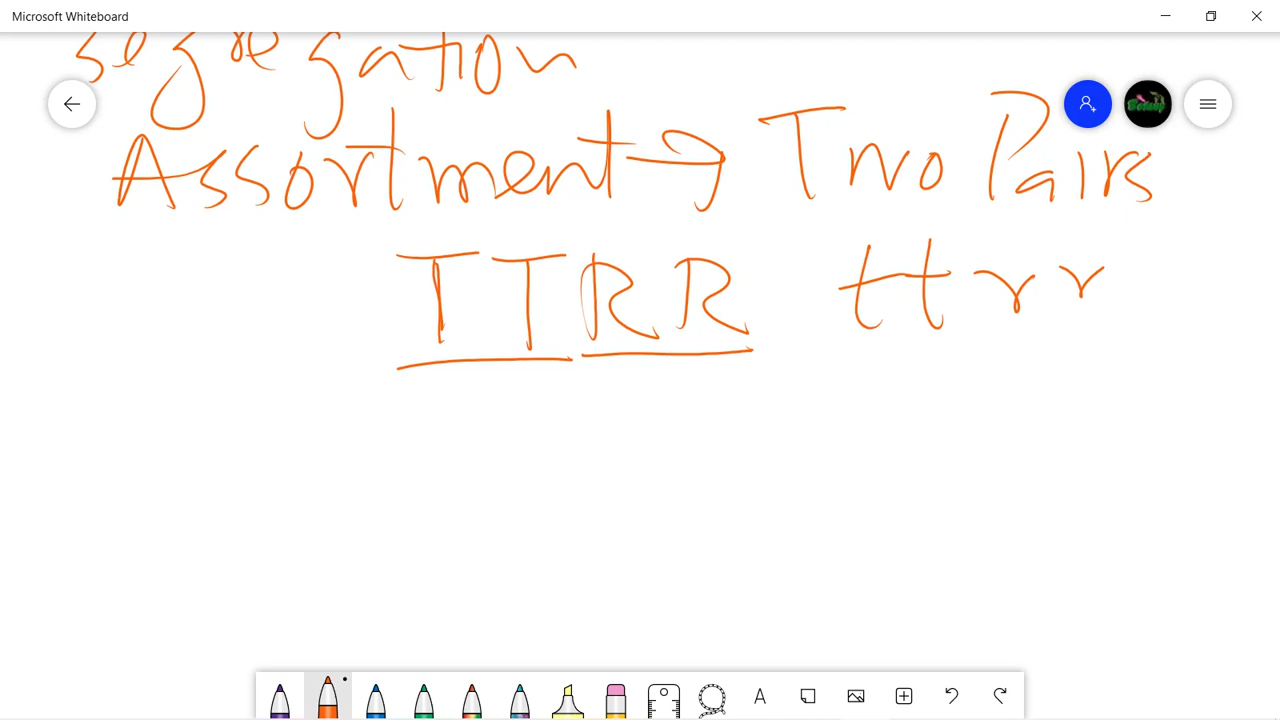 Microsoft Whiteboard
Segregation
Assortment → Two Pairs
TTRR ttrr